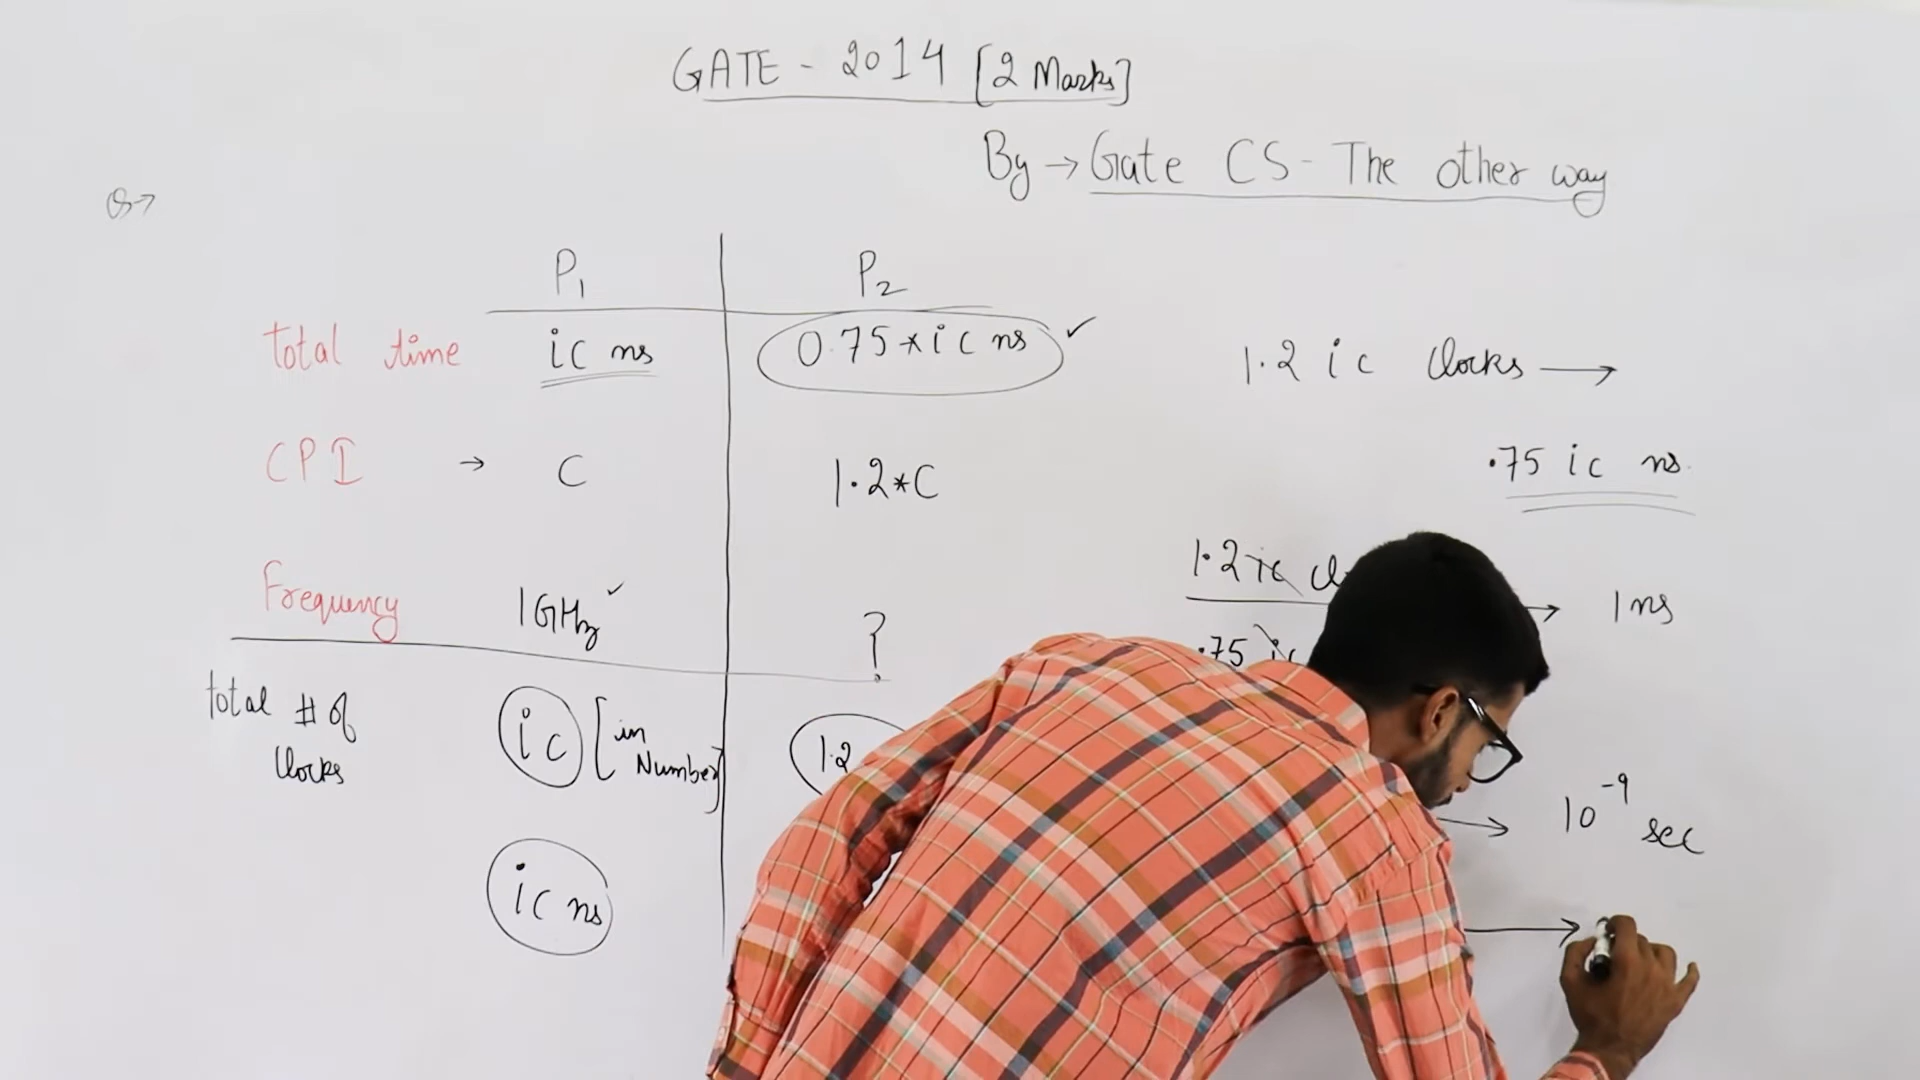 GATE - 2014 [2 Marks]
By → Gate CS - The other way
Q →
P1 P2
total time ic ns 0.75*ic ns ✓
CPI → C 1.2*C
Frequency 1GHz ✓ ?
total # of Clocks ic [in Number] 1.2
ic ns
1.2 ic Clocks →
.75 ic ns
1.2 ic → 1 ns
.75 ic
→ 10⁻⁹ sec
→